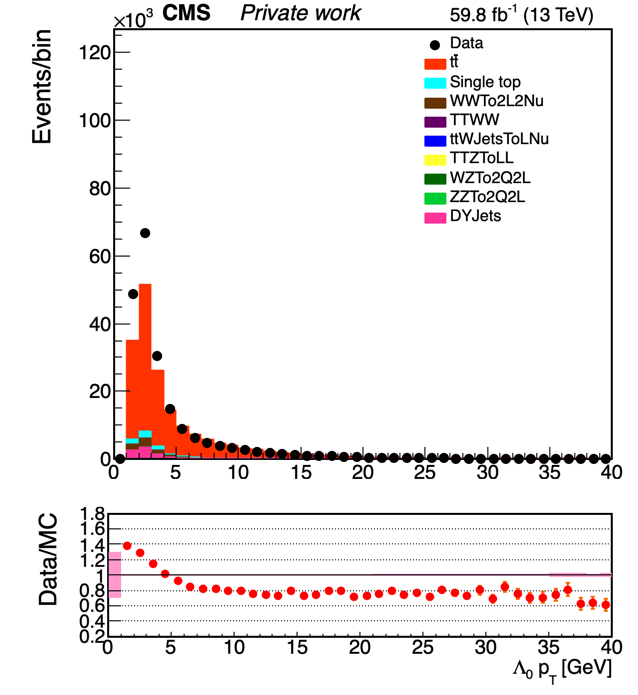 ×10³ CMS Private work 59.8 fb⁻¹ (13 TeV)
Events/bin
120
100
80
60
40
20
0
Data
tt̄
Single top
WWTo2L2Nu
TTWW
ttWJetsToLNu
TTZToLL
WZTo2Q2L
ZZTo2Q2L
DYJets
0 5 10 15 20 25 30 35 40
Data/MC
1.8
1.6
1.4
1.2
1
0.8
0.6
0.4
0.2
0 5 10 15 20 25 30 35 40
Λ₀ p_T [GeV]